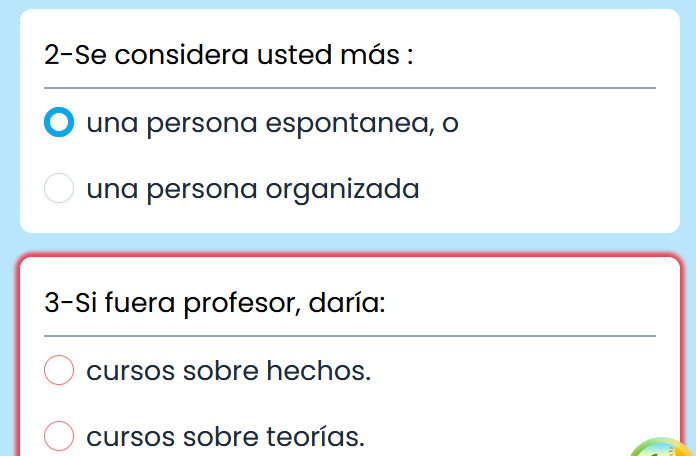 2-Se considera usted más :
una persona espontanea, o
una persona organizada
3-Si fuera profesor, daría:
cursos sobre hechos.
cursos sobre teorías.